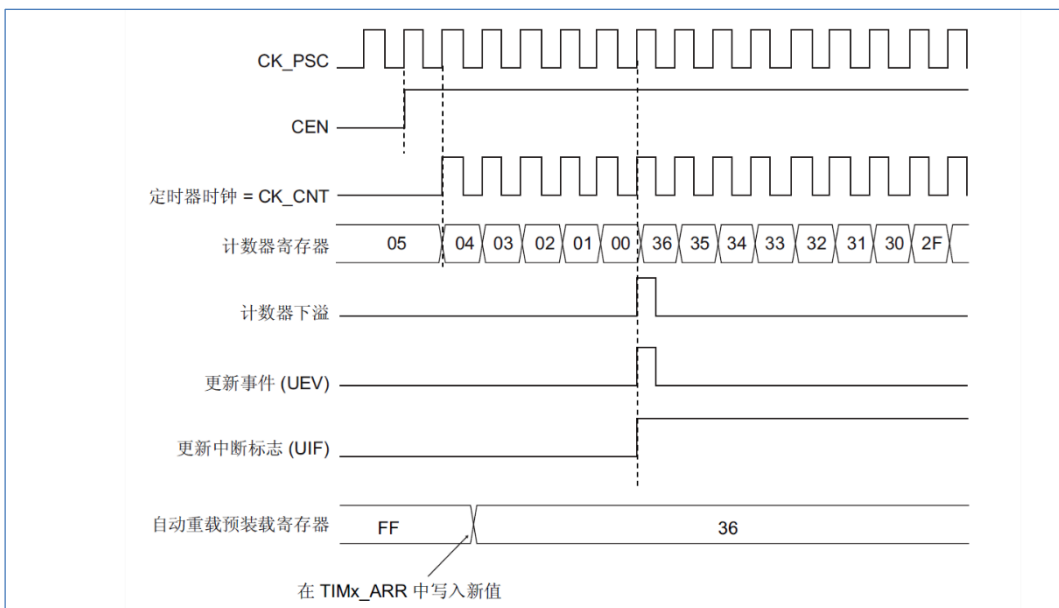 CK_PSC
CEN
定时器时钟 = CK_CNT
计数器寄存器 05 04 03 02 01 00 36 35 34 33 32 31 30 2F
计数器下溢
更新事件 (UEV)
更新中断标志 (UIF)
自动重载预装载寄存器 FF 36
在 TIMx_ARR 中写入新值